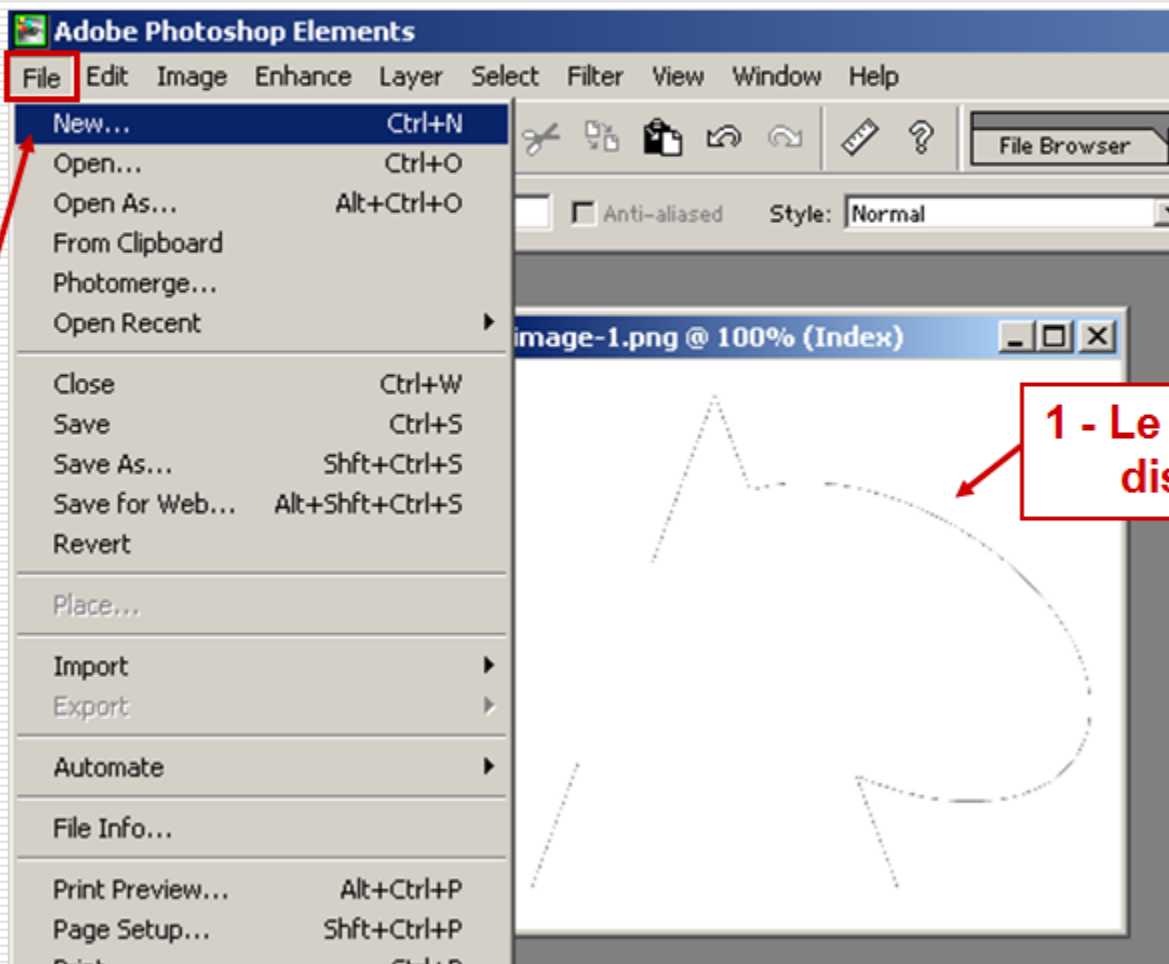 Adobe Photoshop Elements
File Edit Image Enhance Layer Select Filter View Window Help
New... Ctrl+N
Open... Ctrl+O
Open As... Alt+Ctrl+O
From Clipboard
Photomerge...
Open Recent
File Browser
Anti-aliased Style: Normal
image-1.png @ 100% (Index)
Close Ctrl+W
Save Ctrl+S
Save As... Shft+Ctrl+S
Save for Web... Alt+Shft+Ctrl+S
Revert
Place...
Import
Export
Automate
File Info...
Print Preview... Alt+Ctrl+P
Page Setup... Shft+Ctrl+P
1 - Le